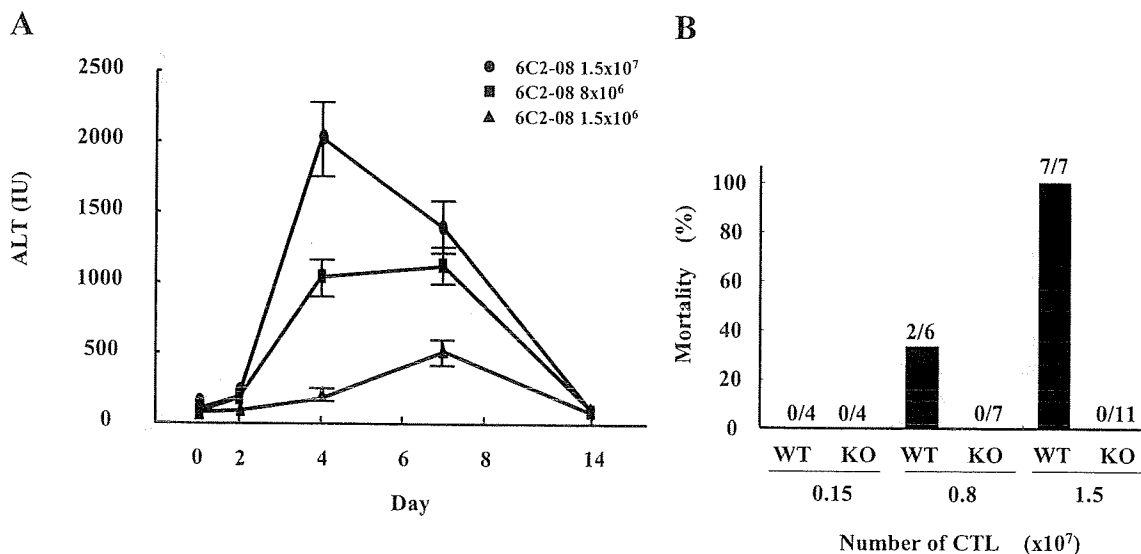 A
2500
2000
1500
1000
500
0
ALT (IU)
6C2-08 1.5x10⁷
6C2-08 8x10⁶
6C2-08 1.5x10⁶
0 2 4 6 8 14
Day
B
100
80
60
40
20
0
Mortality (%)
0/4 0/4 2/6 0/7 7/7 0/11
WT KO WT KO WT KO
0.15 0.8 1.5
Number of CTL (x10⁷)